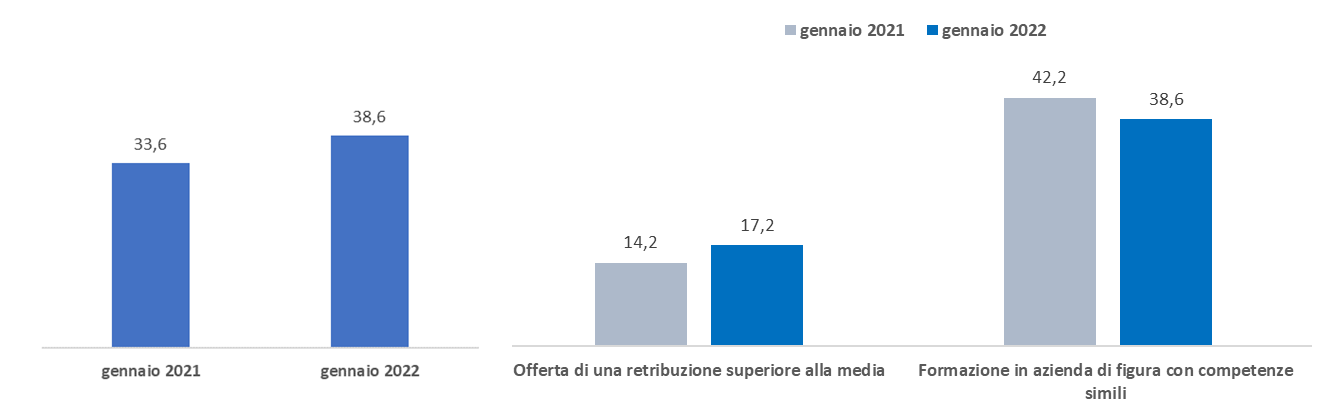 33,6
38,6
gennaio 2021
gennaio 2022
gennaio 2021
gennaio 2022
14,2
17,2
42,2
38,6
Offerta di una retribuzione superiore alla media
Formazione in azienda di figura con competenze
simili